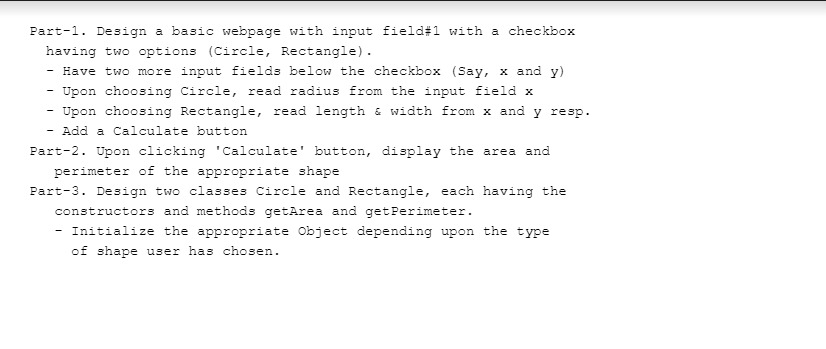 Part-1. Design a basic webpage with input field#1 with a checkbox
having two options (Circle, Rectangle).
- Have two more input fields below the checkbox (Say, x and y)
- Upon choosing Circle, read radius from the input field x
- Upon choosing Rectangle, read length & width from x and y resp.
- Add a Calculate button
Part-2. Upon clicking 'Calculate' button, display the area and
perimeter of the appropriate shape
Part-3. Design two classes Circle and Rectangle, each having the
constructors and methods getArea and getPerimeter.
- Initialize the appropriate Object depending upon the type
of shape user has chosen.